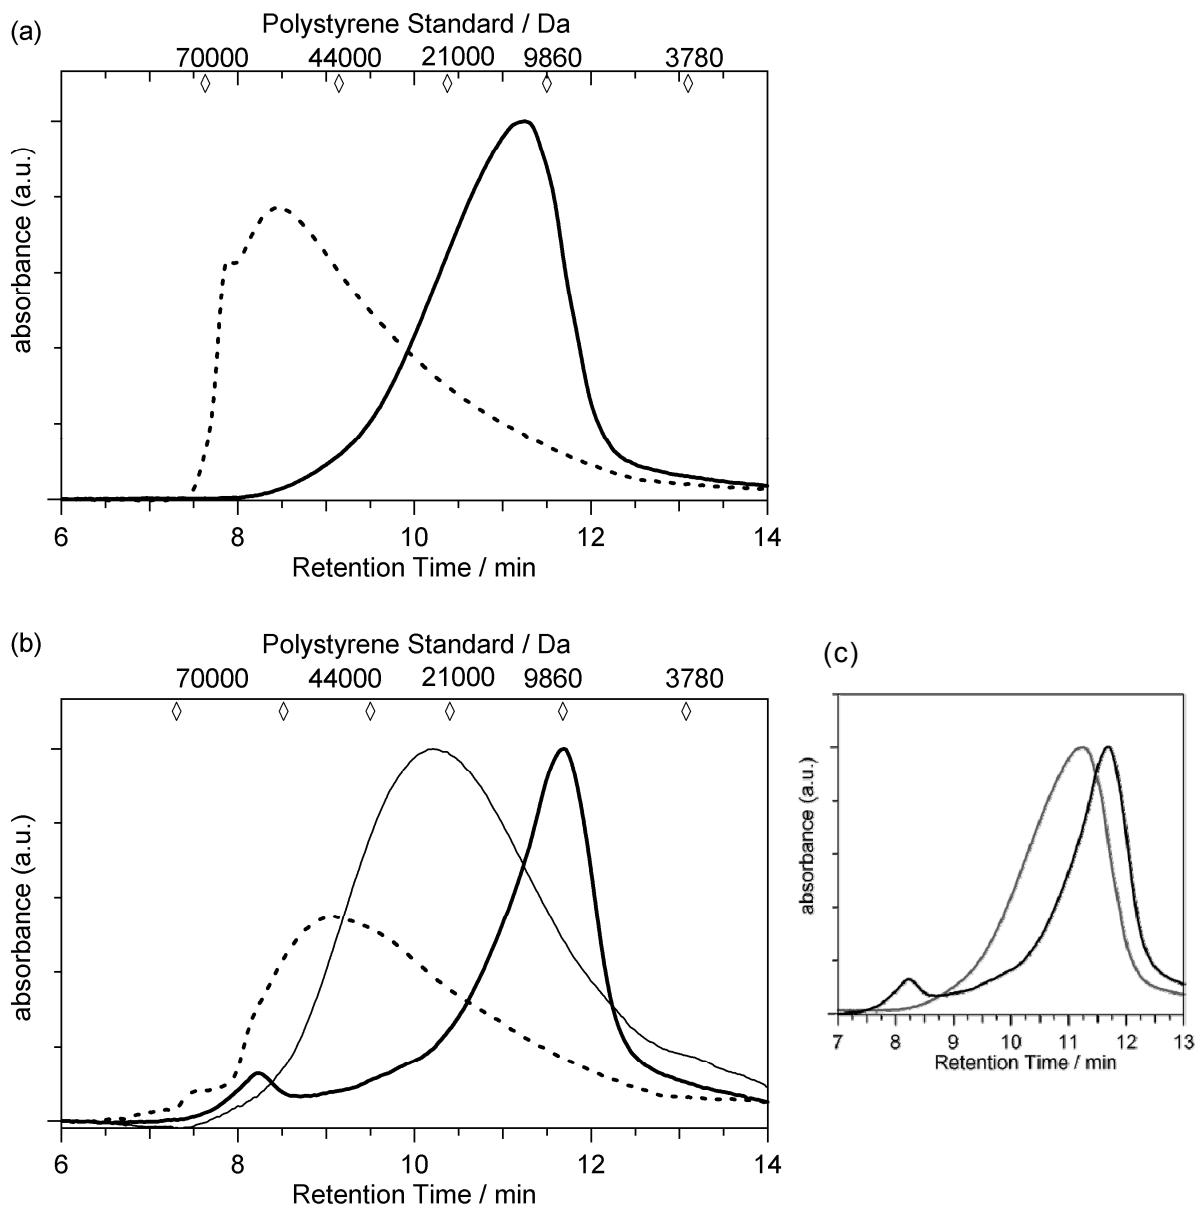 (a)
Polystyrene Standard / Da
70000 44000 21000 9860 3780
absorbance (a.u.)
6 8 10 12 14
Retention Time / min
(b)
Polystyrene Standard / Da
70000 44000 21000 9860 3780
absorbance (a.u.)
6 8 10 12 14
Retention Time / min
(c)
absorbance (a.u.)
7 8 9 10 11 12 13
Retention Time / min